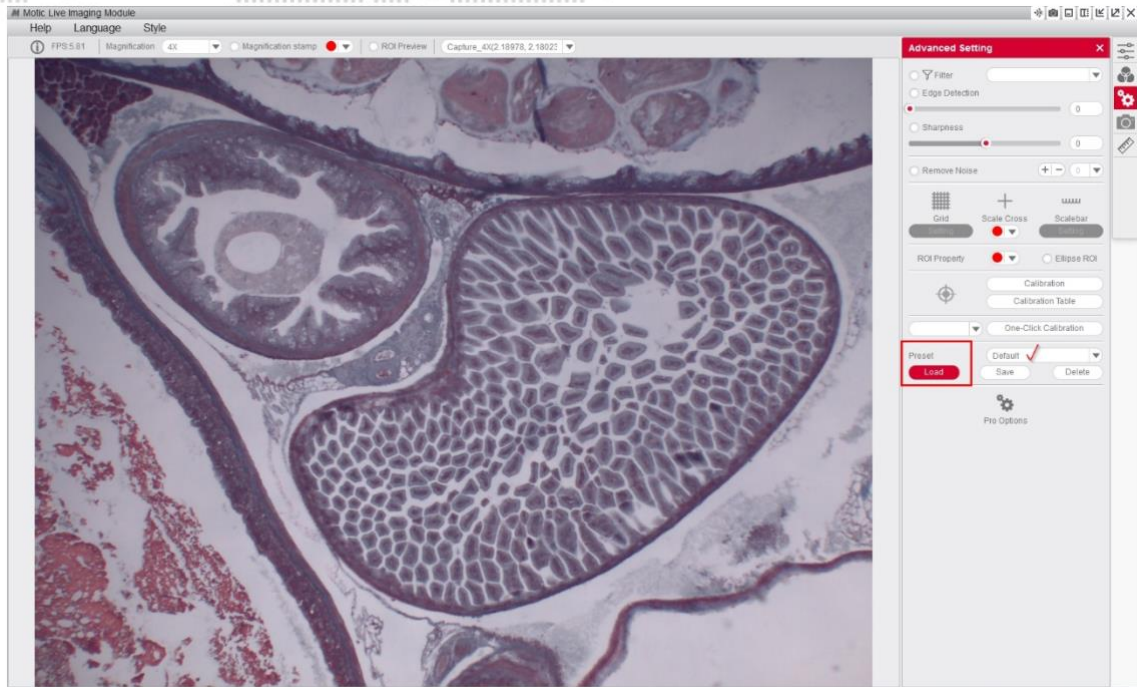 Motic Live Imaging Module
Help Language Style
FPS:5.81 Magnification 4X Magnification stamp ROI Preview Capture_4X(2.18978, 2.1802
Advanced Setting
Filter
Edge Detection
0
Sharpness
0
Remove Noise + - 0
Grid Scale Cross Scalebar
Setting Setting
ROI Property Ellipse ROI
Calibration
Calibration Table
One-Click Calibration
Preset Default
Load Save Delete
Pro Options